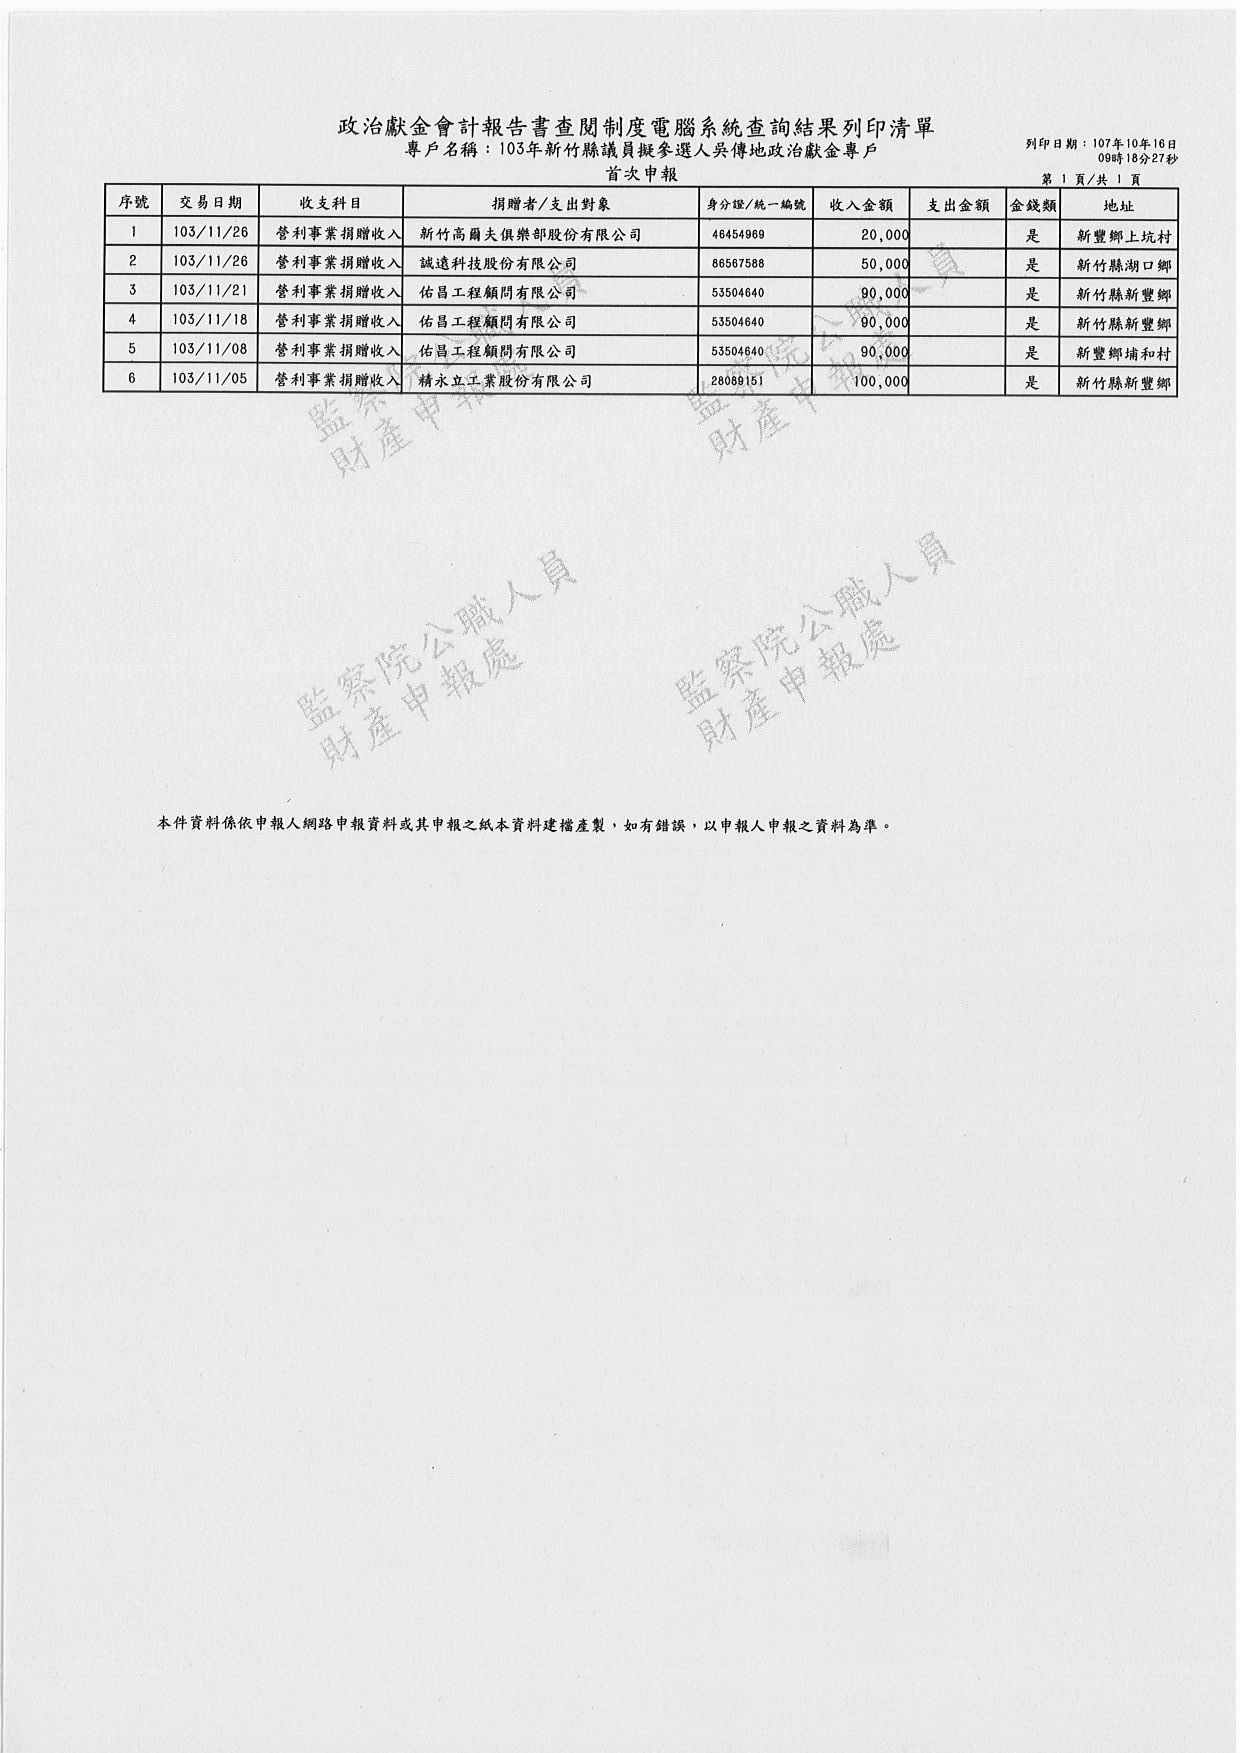 政治獻金會計報告書查閱制度電腦系統查詢結果列印清單
專戶名稱：103年新竹縣議員擬參選人吳傳地政治獻金專戶
列印日期：107年10月16日
09時18分27秒
首次申報
第 1 頁/共 1 頁
序號 交易日期 收支科目 捐贈者/支出對象 身分證/統一編號 收入金額 支出金額 金錢類 地址
1 103/11/26 營利事業捐贈收入 新竹高爾夫俱樂部股份有限公司 46454969 20,000 是 新豐鄉上坑村
2 103/11/26 營利事業捐贈收入 誠遠科技股份有限公司 86567588 50,000 是 新竹縣湖口鄉
3 103/11/21 營利事業捐贈收入 佑昌工程顧問有限公司 53504640 90,000 是 新竹縣新豐鄉
4 103/11/18 營利事業捐贈收入 佑昌工程顧問有限公司 53504640 90,000 是 新竹縣新豐鄉
5 103/11/08 營利事業捐贈收入 佑昌工程顧問有限公司 53504640 90,000 是 新豐鄉埔和村
6 103/11/05 營利事業捐贈收入 精永立工業股份有限公司 28089151 100,000 是 新竹縣新豐鄉
監察院公職人員
財產申報處
監察院公職人員
財產申報處
監察院公職人員
財產申報處
監察院公職人員
財產申報處
本件資料係依申報人網路申報資料或其申報之紙本資料建檔產製，如有錯誤，以申報人申報之資料為準。